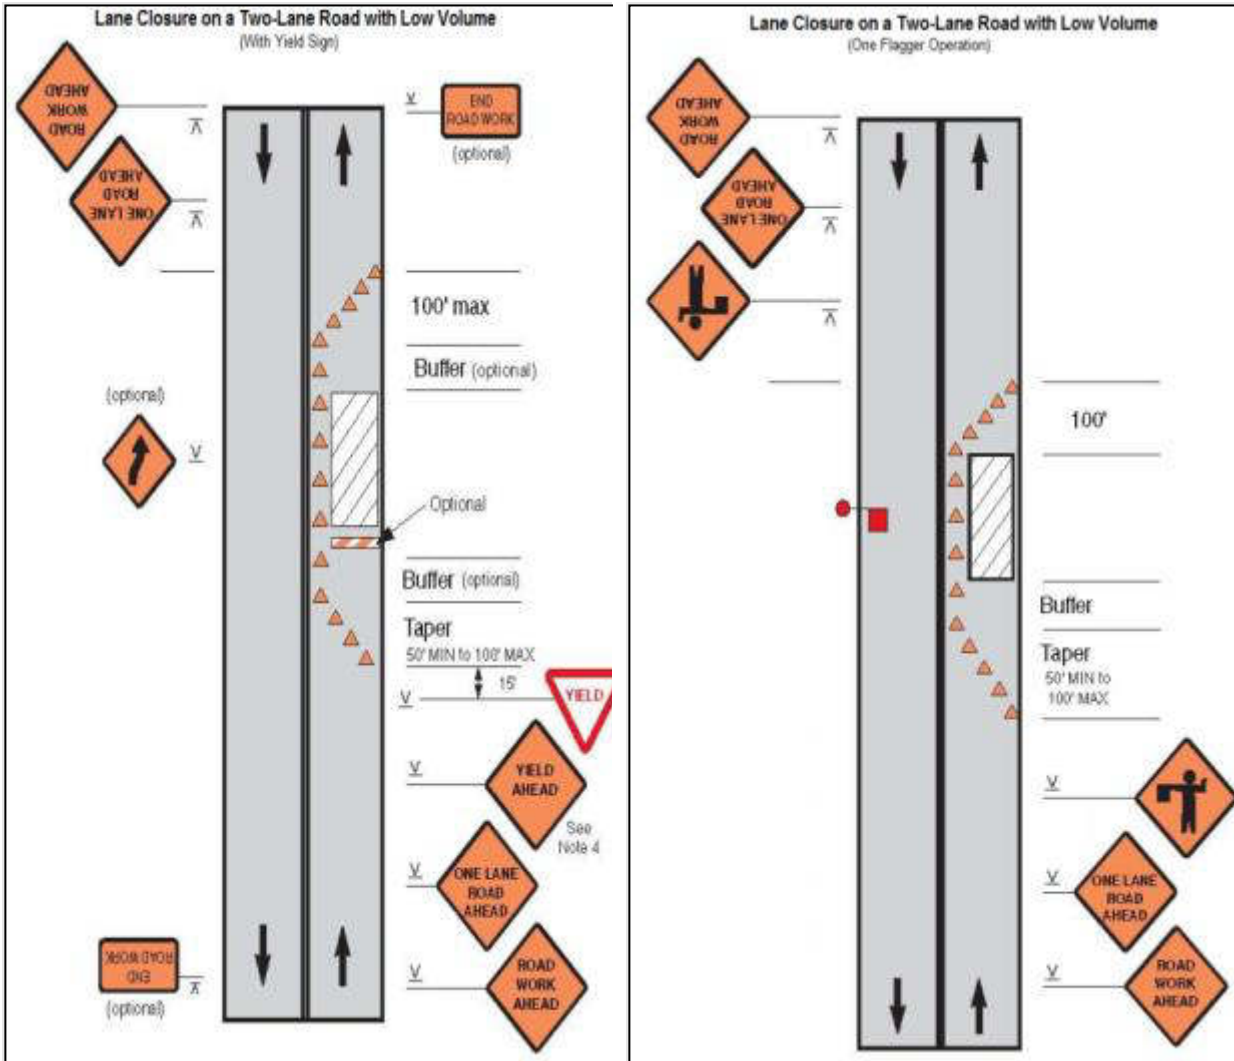 Lane Closure on a Two-Lane Road with Low Volume
(With Yield Sign)
ROAD
WORK
AHEAD
ONE LANE
ROAD
AHEAD
END
ROAD WORK
(optional)
100' max
Buffer (optional)
(optional)
Optional
Buffer (optional)
Taper
50' MIN to 100' MAX
15'
YIELD
YIELD
AHEAD
See
Note 4
ONE LANE
ROAD
AHEAD
ROAD
WORK
AHEAD
END
ROAD WORK
(optional)
Lane Closure on a Two-Lane Road with Low Volume
(One Flagger Operation)
ROAD
WORK
AHEAD
ONE LANE
ROAD
AHEAD
100'
Buffer
Taper
50' MIN to
100' MAX
ONE LANE
ROAD
AHEAD
ROAD
WORK
AHEAD